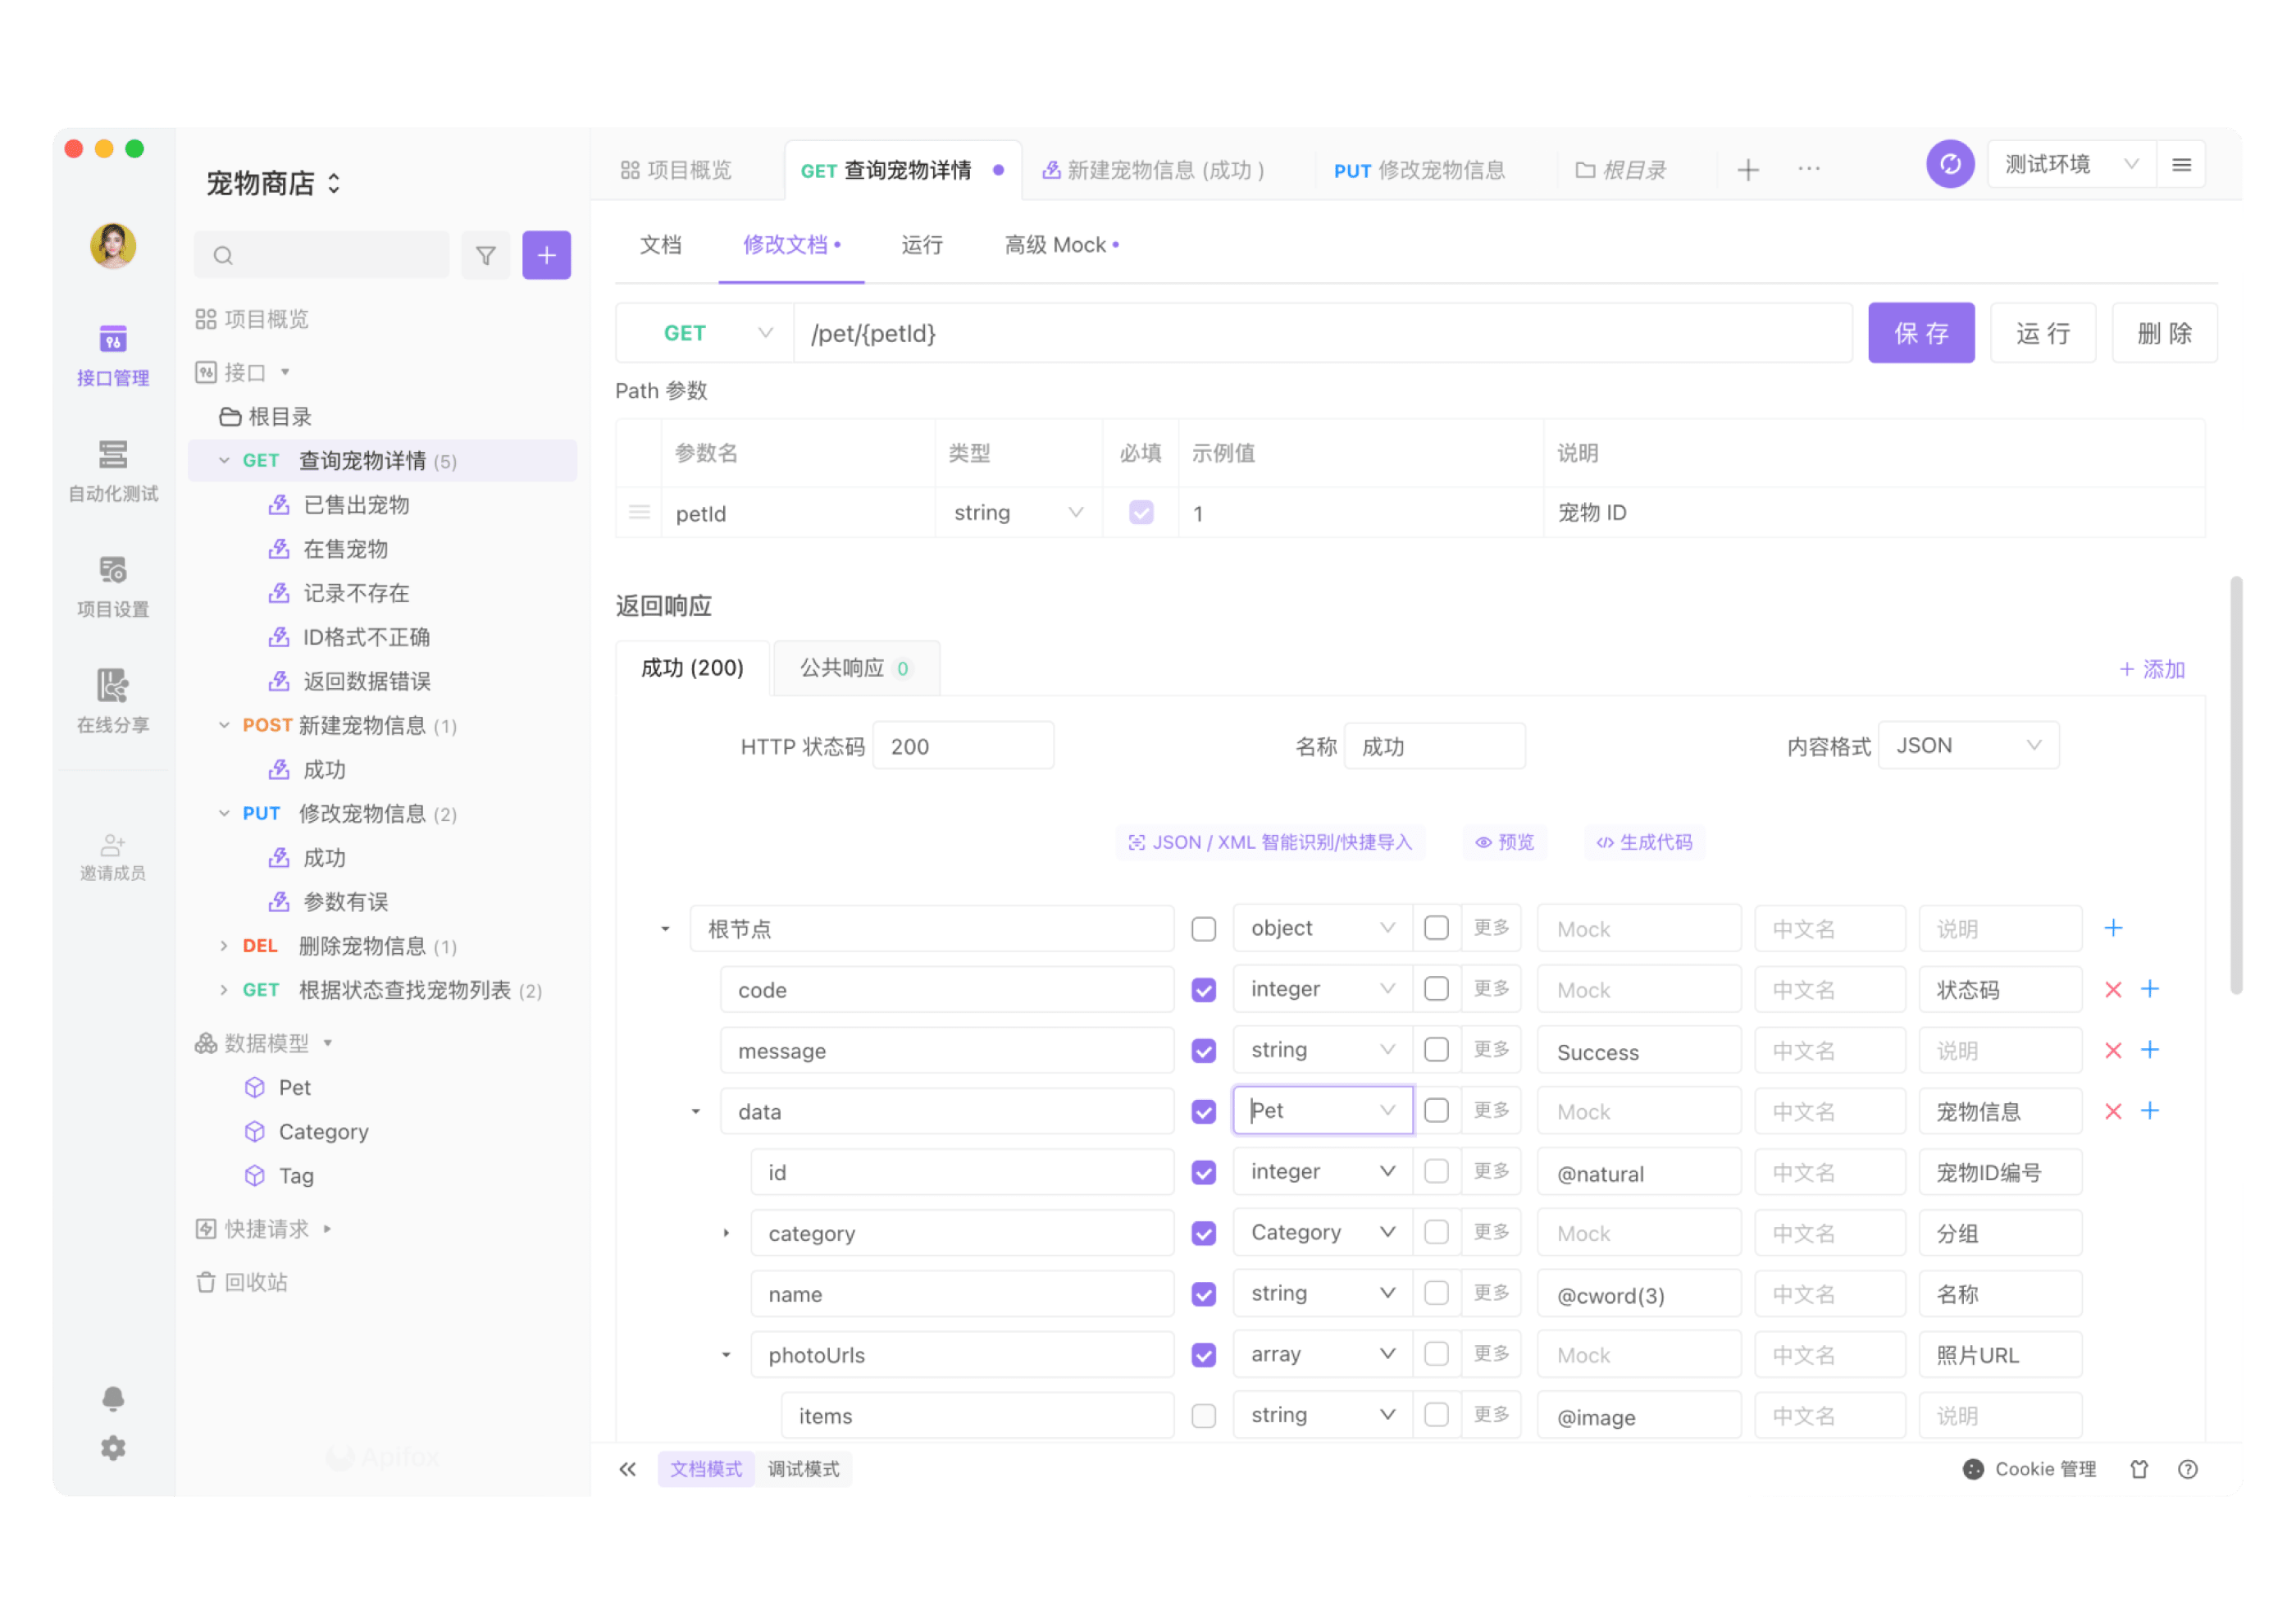 宠物商店
项目概览
GET 查询宠物详情
新建宠物信息 (成功 )
PUT 修改宠物信息
根目录
测试环境
接口管理
自动化测试
项目设置
在线分享
邀请成员
项目概览
接口
根目录
GET 查询宠物详情 (5)
已售出宠物
在售宠物
记录不存在
ID格式不正确
返回数据错误
POST 新建宠物信息 (1)
成功
PUT 修改宠物信息 (2)
成功
参数有误
DEL 删除宠物信息 (1)
GET 根据状态查找宠物列表 (2)
数据模型
Pet
Category
Tag
快捷请求
回收站
Apifox
文档 修改文档 运行 高级 Mock
GET /pet/{petId} 保 存 运 行 删 除
Path 参数
参数名 类型 必填 示例值 说明
petId string 1 宠物 ID
返回响应
成功 (200) 公共响应 0 + 添加
HTTP 状态码 200 名称 成功 内容格式 JSON
JSON / XML 智能识别/快捷导入 预览 生成代码
根节点 object 更多 Mock 中文名 说明
code integer 更多 Mock 中文名 状态码
message string 更多 Success 中文名 说明
data Pet 更多 Mock 中文名 宠物信息
id integer 更多 @natural 中文名 宠物ID编号
category Category 更多 Mock 中文名 分组
name string 更多 @cword(3) 中文名 名称
photoUrls array 更多 Mock 中文名 照片URL
items string 更多 @image 中文名 说明
文档模式 调试模式 Cookie 管理